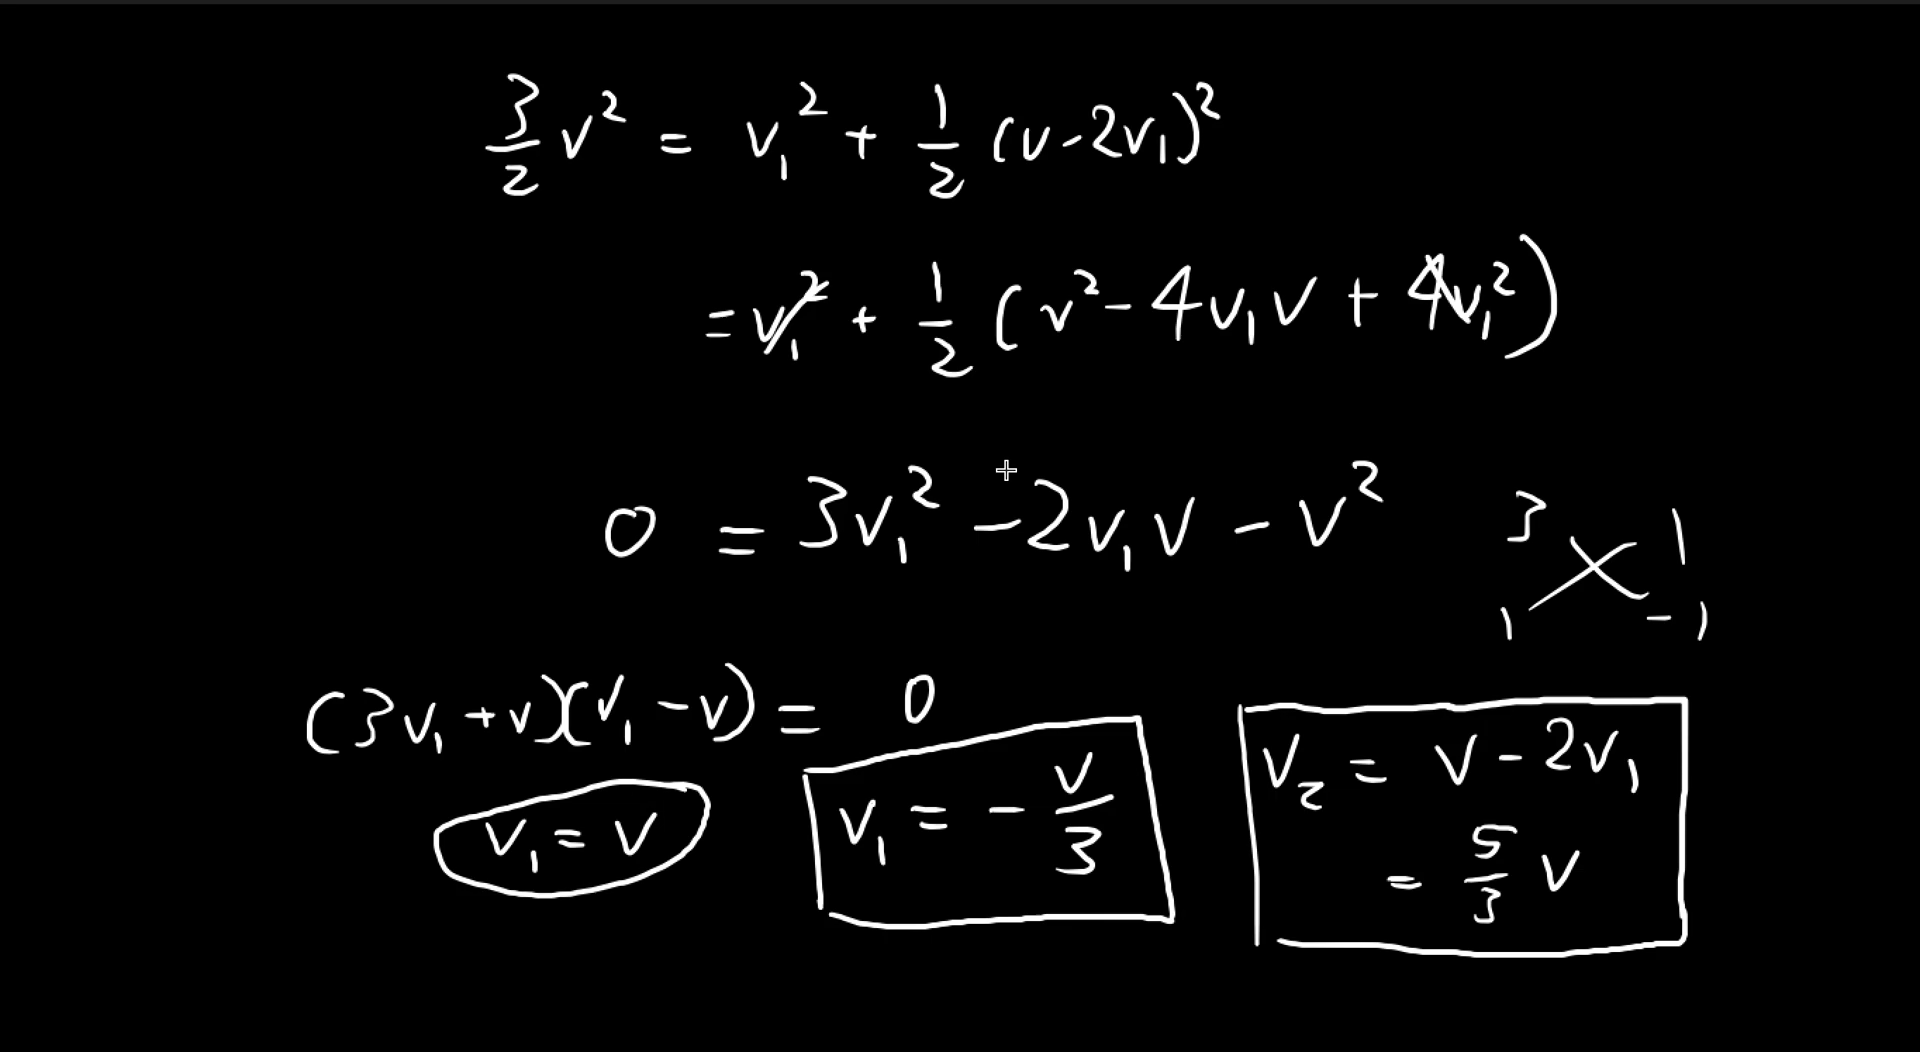 3/2 v² = v₁² + 1/2 (v - 2v₁)²
= v₁² + 1/2 (v² - 4v₁v + 4v₁²)
0 = 3v₁² - 2v₁v - v²
3 1
1 -1
(3v₁ + v)(v₁ - v) = 0
v₁ = v
v₁ = - v/3
v₂ = v - 2v₁
= 5/3 v